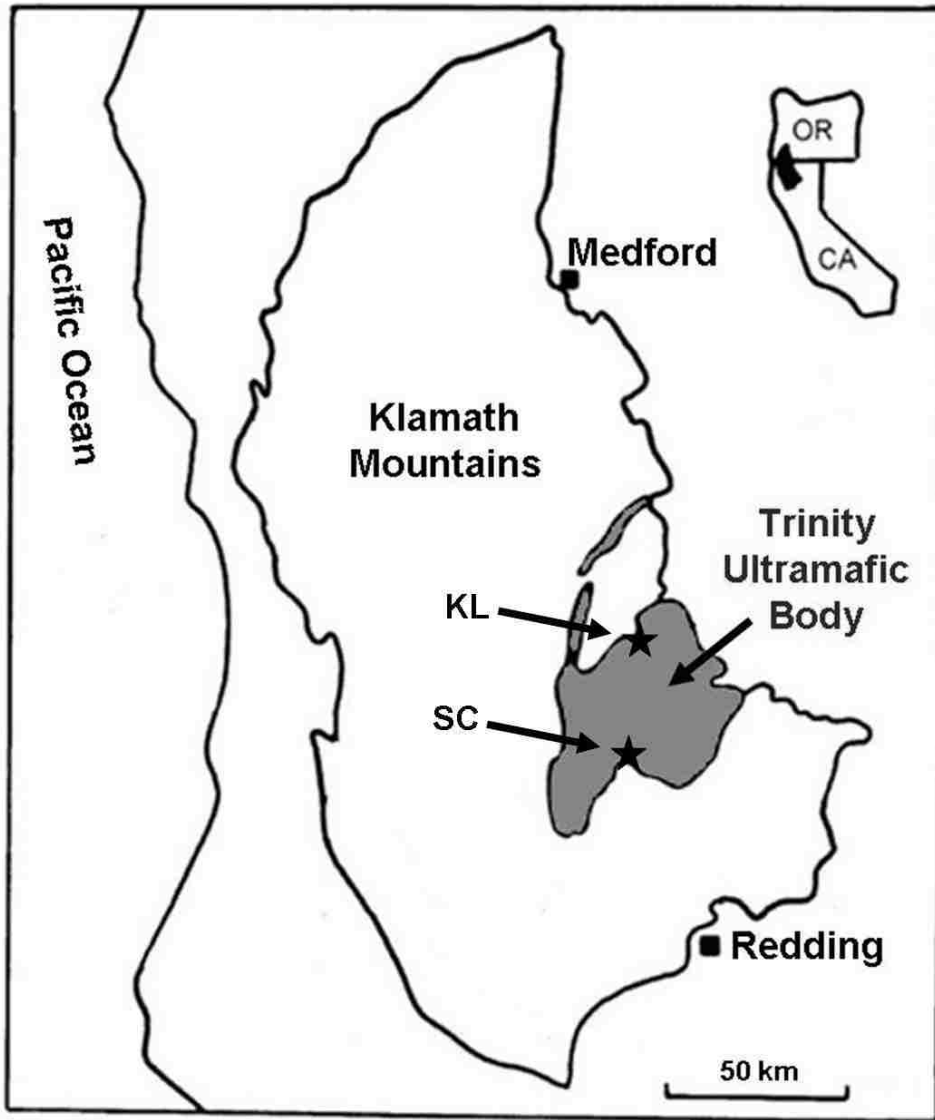 OR
CA
Pacific Ocean
Medford
Klamath
Mountains
Trinity
Ultramafic
Body
KL
SC
Redding
50 km